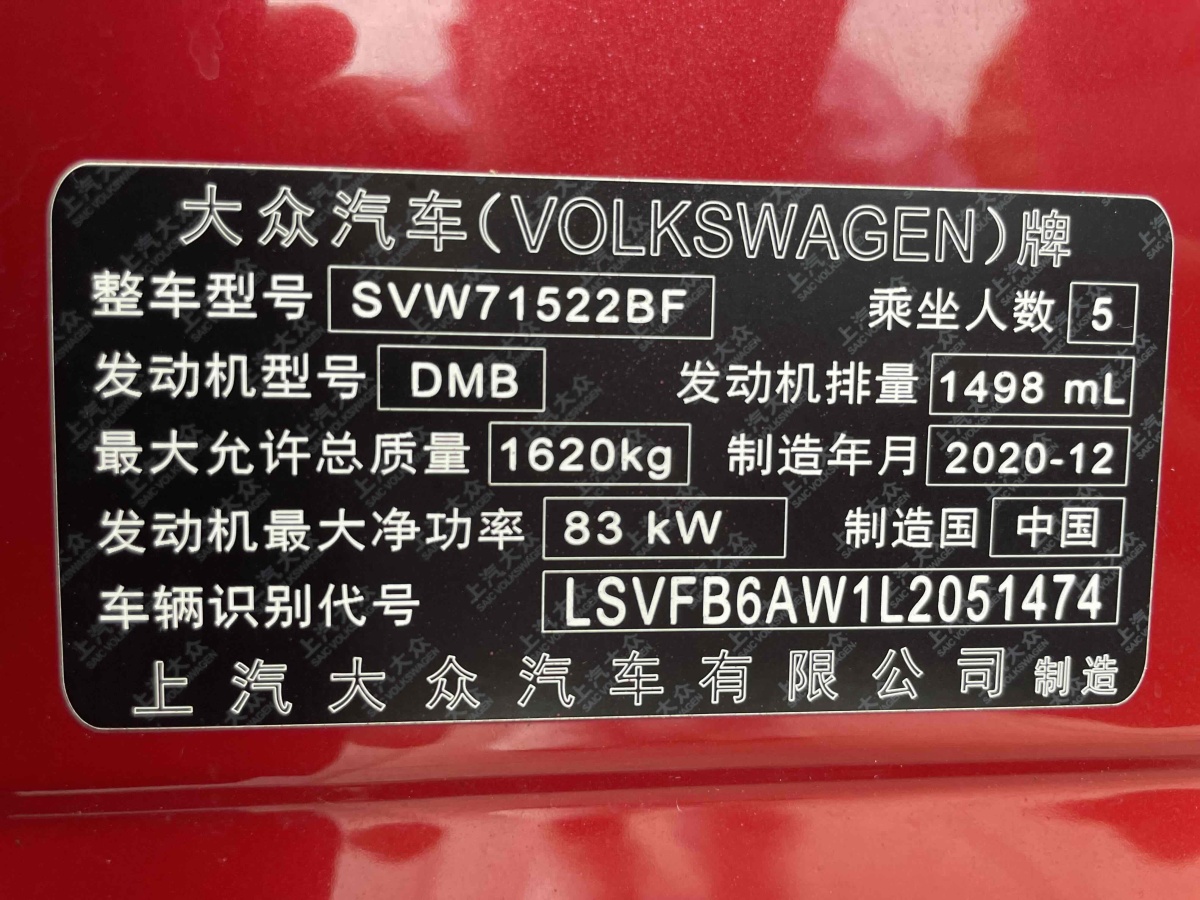 大众汽车(VOLKSWAGEN)牌
整车型号 SVW71522BF 乘坐人数 5
发动机型号 DMB 发动机排量 1498 mL
最大允许总质量 1620kg 制造年月 2020-12
发动机最大净功率 83 kW 制造国 中国
车辆识别代号 LSVFB6AW1L2051474
上汽大众汽车有限公司 制造